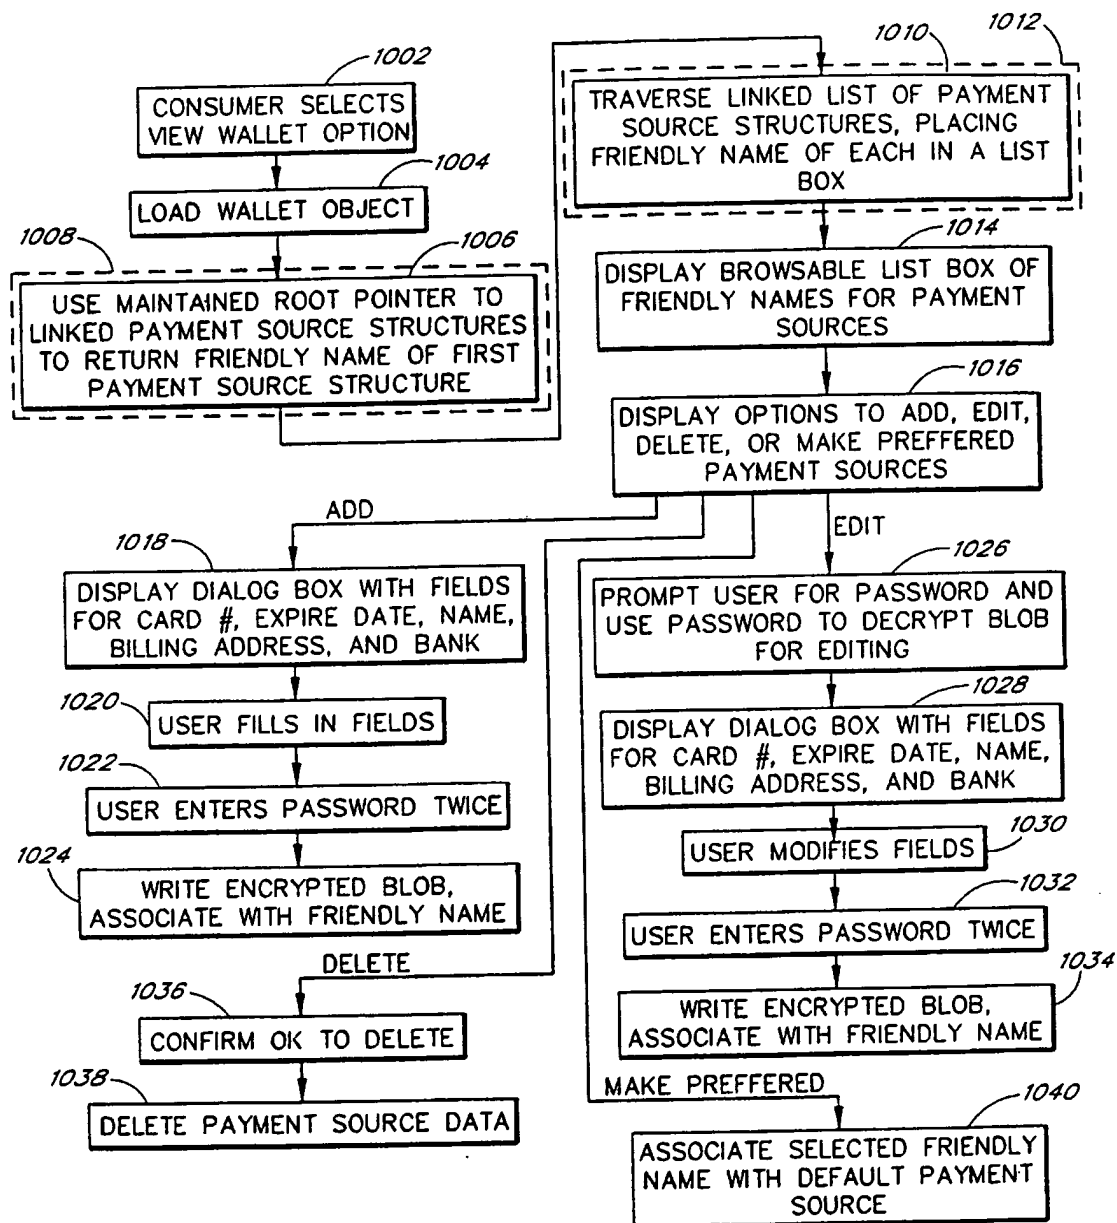 1002
CONSUMER SELECTS
VIEW WALLET OPTION
1004
LOAD WALLET OBJECT
1008
1006
USE MAINTAINED ROOT POINTER TO
LINKED PAYMENT SOURCE STRUCTURES
TO RETURN FRIENDLY NAME OF FIRST
PAYMENT SOURCE STRUCTURE
1010
1012
TRAVERSE LINKED LIST OF PAYMENT
SOURCE STRUCTURES, PLACING
FRIENDLY NAME OF EACH IN A LIST
BOX
1014
DISPLAY BROWSABLE LIST BOX OF
FRIENDLY NAMES FOR PAYMENT
SOURCES
1016
DISPLAY OPTIONS TO ADD, EDIT,
DELETE, OR MAKE PREFFERED
PAYMENT SOURCES
ADD
1018
DISPLAY DIALOG BOX WITH FIELDS
FOR CARD #, EXPIRE DATE, NAME,
BILLING ADDRESS, AND BANK
1020
USER FILLS IN FIELDS
1022
USER ENTERS PASSWORD TWICE
1024
WRITE ENCRYPTED BLOB,
ASSOCIATE WITH FRIENDLY NAME
EDIT
1026
PROMPT USER FOR PASSWORD AND
USE PASSWORD TO DECRYPT BLOB
FOR EDITING
1028
DISPLAY DIALOG BOX WITH FIELDS
FOR CARD #, EXPIRE DATE, NAME,
BILLING ADDRESS, AND BANK
1030
USER MODIFIES FIELDS
1032
USER ENTERS PASSWORD TWICE
1034
WRITE ENCRYPTED BLOB,
ASSOCIATE WITH FRIENDLY NAME
DELETE
1036
CONFIRM OK TO DELETE
1038
DELETE PAYMENT SOURCE DATA
MAKE PREFFERED
1040
ASSOCIATE SELECTED FRIENDLY
NAME WITH DEFAULT PAYMENT
SOURCE